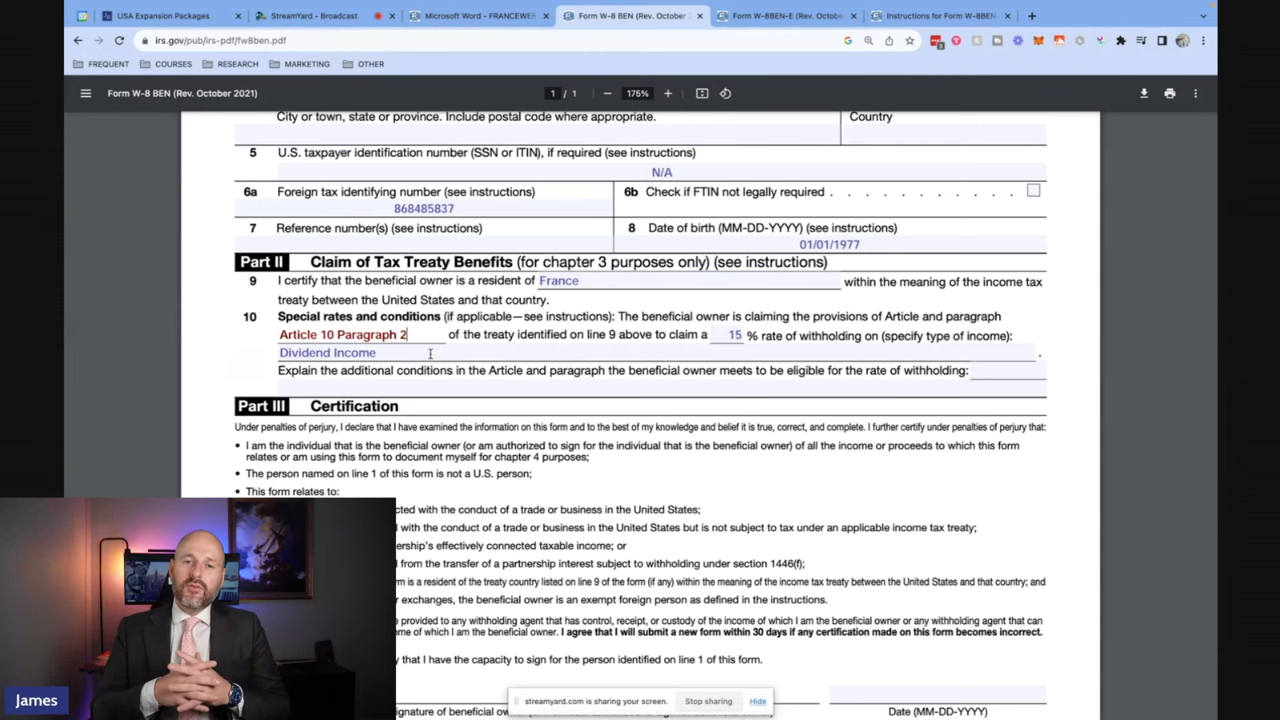 USA Expansion Packages
StreamYard - Broadcast
Microsoft Word - FRANCEWEB
Form W-8 BEN (Rev. October 2
Form W-8BEN-E (Rev. Octobe
Instructions for Form W-8BEN-
irs.gov/pub/irs-pdf/fw8ben.pdf
FREQUENT COURSES RESEARCH MARKETING OTHER
Form W-8 BEN (Rev. October 2021) 1 / 1 175%
City or town, state or province. Include postal code where appropriate. Country
5 U.S. taxpayer identification number (SSN or ITIN), if required (see instructions)
N/A
6a Foreign tax identifying number (see instructions) 6b Check if FTIN not legally required . . . . . . . . . . .
868485837
7 Reference number(s) (see instructions) 8 Date of birth (MM-DD-YYYY) (see instructions)
01/01/1977
Part II Claim of Tax Treaty Benefits (for chapter 3 purposes only) (see instructions)
9 I certify that the beneficial owner is a resident of France within the meaning of the income tax
treaty between the United States and that country.
10 Special rates and conditions (if applicable—see instructions): The beneficial owner is claiming the provisions of Article and paragraph
Article 10 Paragraph 2 of the treaty identified on line 9 above to claim a 15 % rate of withholding on (specify type of income):
Dividend Income .
Explain the additional conditions in the Article and paragraph the beneficial owner meets to be eligible for the rate of withholding:
Part III Certification
Under penalties of perjury, I declare that I have examined the information on this form and to the best of my knowledge and belief it is true, correct, and complete. I further certify under penalties of perjury that:
• I am the individual that is the beneficial owner (or am authorized to sign for the individual that is the beneficial owner) of all the income or proceeds to which this form
relates or am using this form to document myself for chapter 4 purposes;
• The person named on line 1 of this form is not a U.S. person;
• This form relates to:
cted with the conduct of a trade or business in the United States;
with the conduct of a trade or business in the United States but is not subject to tax under an applicable income tax treaty;
ership's effectively connected taxable income; or
from the transfer of a partnership interest subject to withholding under section 1446(f);
rm is a resident of the treaty country listed on line 9 of the form (if any) within the meaning of the income tax treaty between the United States and that country; and
r exchanges, the beneficial owner is an exempt foreign person as defined in the instructions.
provided to any withholding agent that has control, receipt, or custody of the income of which I am the beneficial owner or any withholding agent that can
me of which I am the beneficial owner. I agree that I will submit a new form within 30 days if any certification made on this form becomes incorrect.
y that I have the capacity to sign for the person identified on line 1 of this form.
James
streamyard.com is sharing your screen. Stop sharing Hide
ignature of beneficial ow Date (MM-DD-YYYY)